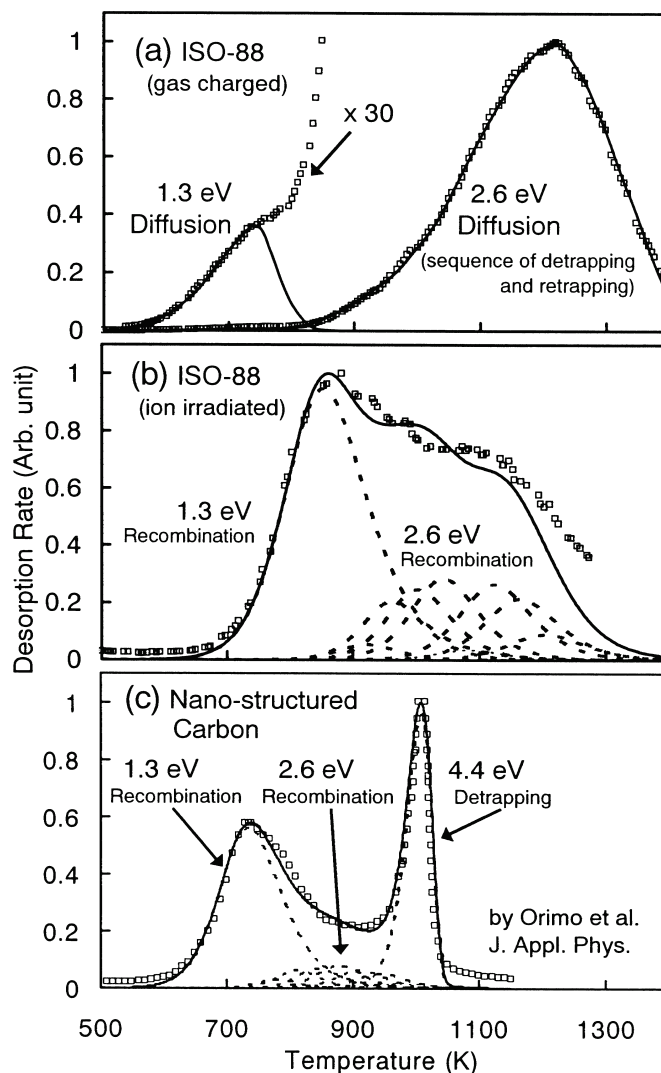 (a) ISO-88
(gas charged)
x 30
1.3 eV
Diffusion
2.6 eV
Diffusion
(sequence of detrapping
and retrapping)
1
0.8
0.6
0.4
0.2
0
(b) ISO-88
(ion irradiated)
1.3 eV
Recombination
2.6 eV
Recombination
1
0.8
0.6
0.4
0.2
0
Desorption Rate (Arb. unit)
(c) Nano-structured
Carbon
1.3 eV
Recombination
2.6 eV
Recombination
4.4 eV
Detrapping
by Orimo et al.
J. Appl. Phys.
1
0.8
0.6
0.4
0.2
0
500 700 900 1100 1300
Temperature (K)